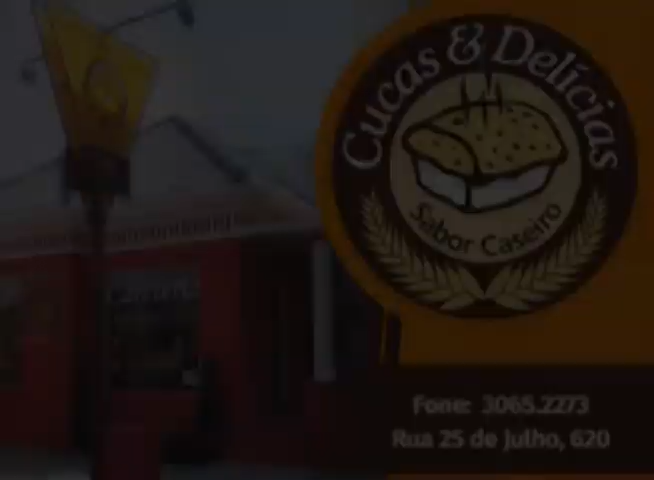 Cucas & Delícias
Sabor Caseiro
Fone: 3065.2273
Rua 25 de Julho, 620